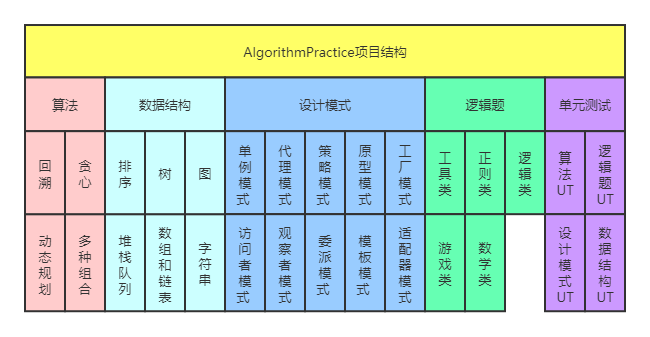 AlgorithmPractice项目结构
算法
数据结构
设计模式
逻辑题
单元测试
回溯
贪心
排序
树
图
单例模式
代理模式
策略模式
原型模式
工厂模式
工具类
正则类
逻辑类
算法UT
逻辑题UT
动态规划
多种组合
堆栈队列
数组和链表
字符串
访问者模式
观察者模式
委派模式
模板模式
适配器模式
游戏类
数学类
设计模式UT
数据结构UT